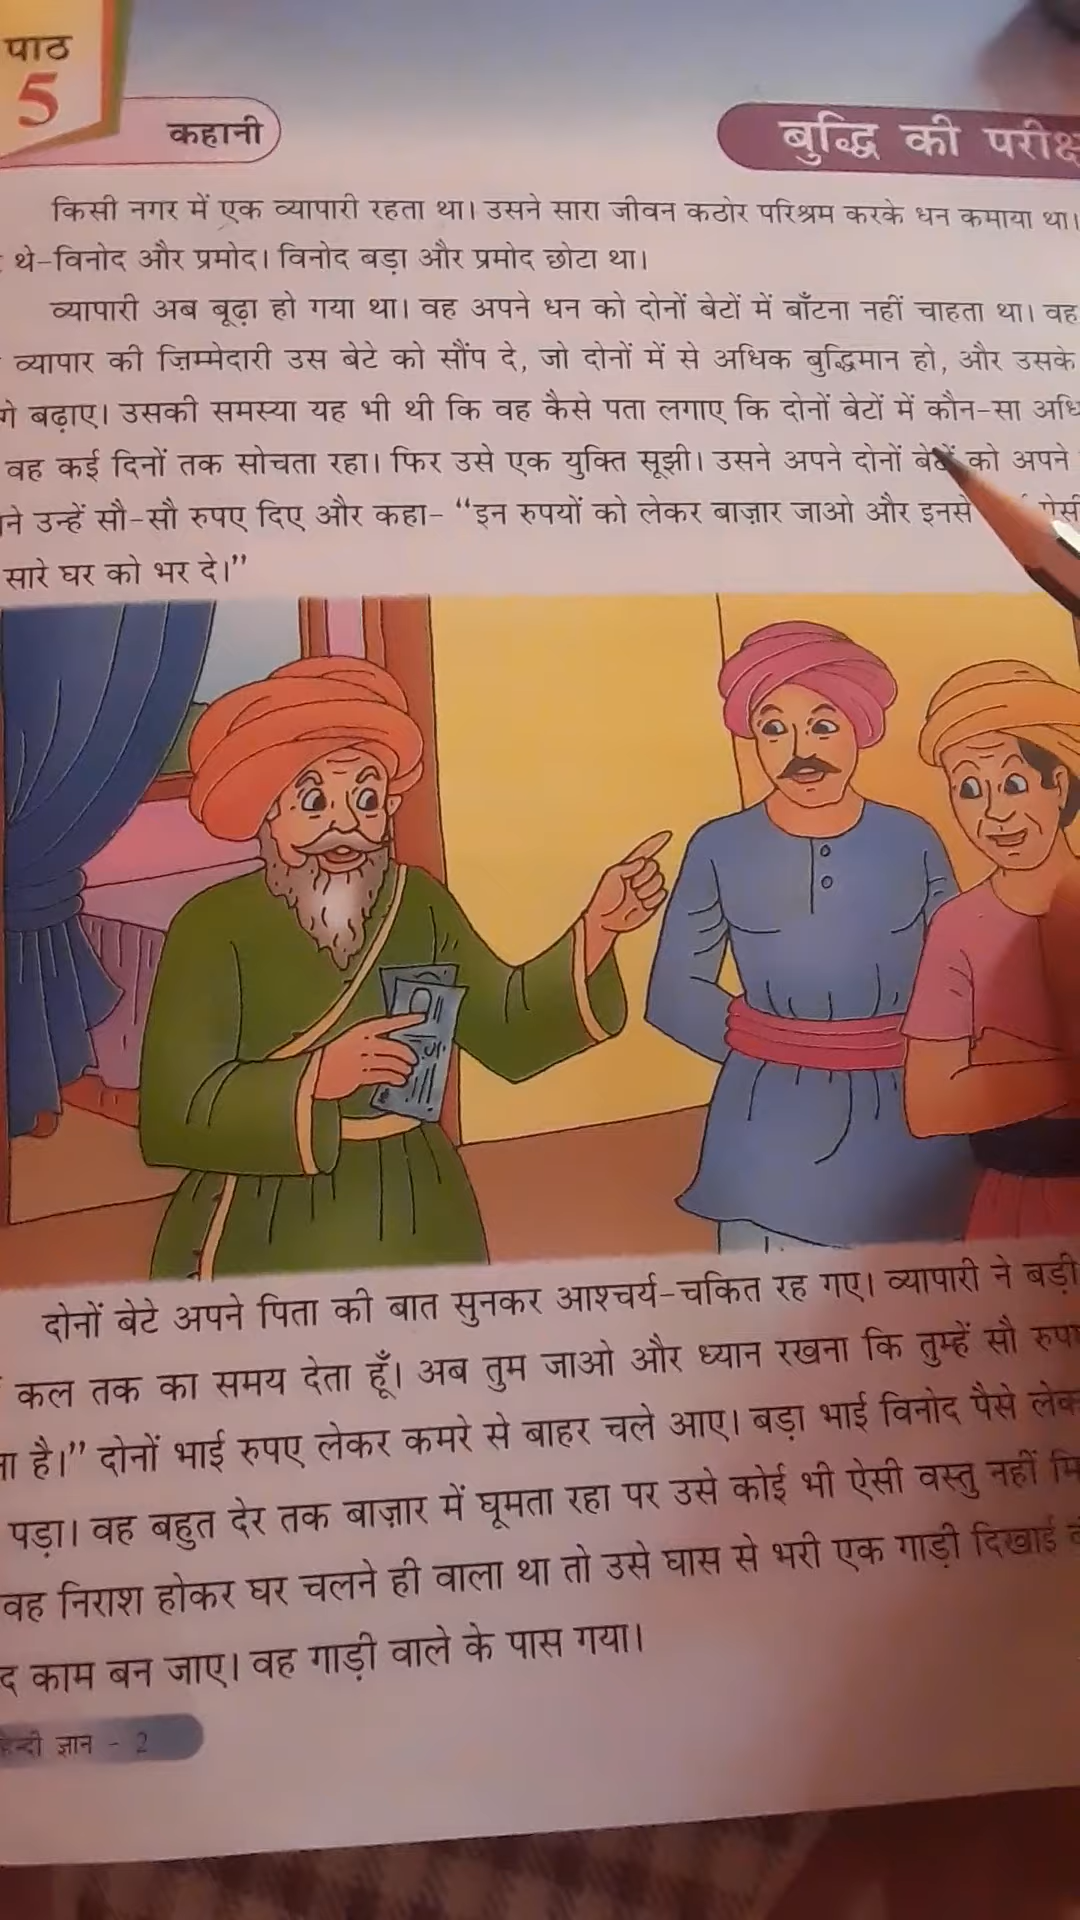 पाठ
5
कहानी
बुद्धि की
किसी नगर में एक व्यापारी रहता था। उसने सारा जीवन कठोर परिश्रम करके धन कमाया था।
थे-विनोद और प्रमोद। विनोद बड़ा और प्रमोद छोटा था।
व्यापारी अब बूढ़ा हो गया था। वह अपने धन को दोनों बेटों में बाँटना नहीं चाहता था। वह
व्यापार की ज़िम्मेदारी उस बेटे को सौंप दे, जो दोनों में से अधिक बुद्धिमान हो, और उसके
बढ़ाए। उसकी समस्या यह भी थी कि वह कैसे पता लगाए कि दोनों बेटों में कौन-सा
वह कई दिनों तक सोचता रहा। फिर उसे एक युक्ति सूझी। उसने अपने दोनों बेटों को अपने
ने उन्हें सौ-सौ रुपए दिए और कहा- “इन रुपयों को लेकर बाज़ार जाओ और इनसे
सारे घर को भर दे।”
दोनों बेटे अपने पिता की बात सुनकर आश्चर्य-चकित रह गए। व्यापारी ने बड़ी
कल तक का समय देता हूँ। अब तुम जाओ और ध्यान रखना कि तुम्हें सौ
है।” दोनों भाई रुपए लेकर कमरे से बाहर चले आए। बड़ा भाई विनोद पैसे
पड़ा। वह बहुत देर तक बाज़ार में घूमता रहा पर उसे कोई भी ऐसी वस्तु नहीं
वह निराश होकर घर चलने ही वाला था तो उसे घास से भरी एक गाड़ी दिखाई
काम बन जाए। वह गाड़ी वाले के पास गया।
ज्ञान - 2